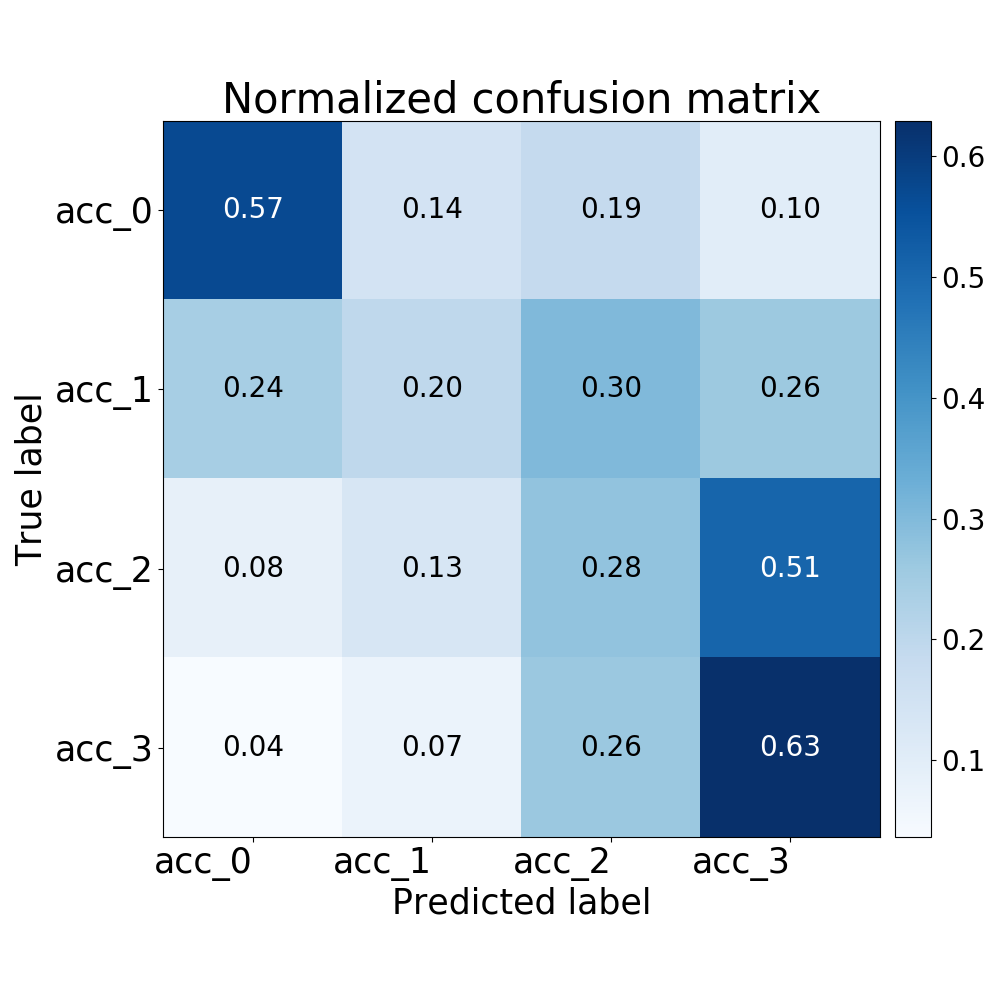 Normalized confusion matrix
acc_0 0.57 0.14 0.19 0.10
acc_1 0.24 0.20 0.30 0.26
acc_2 0.08 0.13 0.28 0.51
acc_3 0.04 0.07 0.26 0.63
acc_0 acc_1 acc_2 acc_3
Predicted label
True label
0.6
0.5
0.4
0.3
0.2
0.1